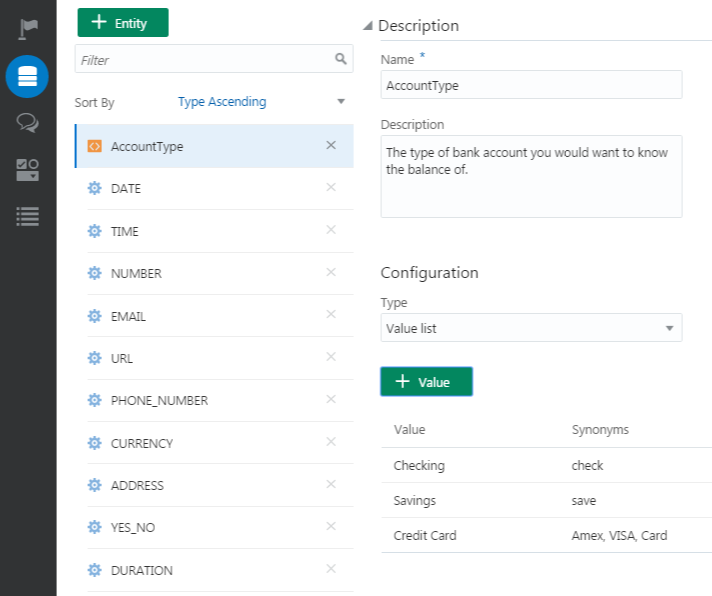 + Entity
Filter
Sort By Type Ascending
AccountType
DATE
TIME
NUMBER
EMAIL
URL
PHONE_NUMBER
CURRENCY
ADDRESS
YES_NO
DURATION
Description
Name *
AccountType
Description
The type of bank account you would want to know
the balance of.
Configuration
Type
Value list
+ Value
Value Synonyms
Checking check
Savings save
Credit Card Amex, VISA, Card